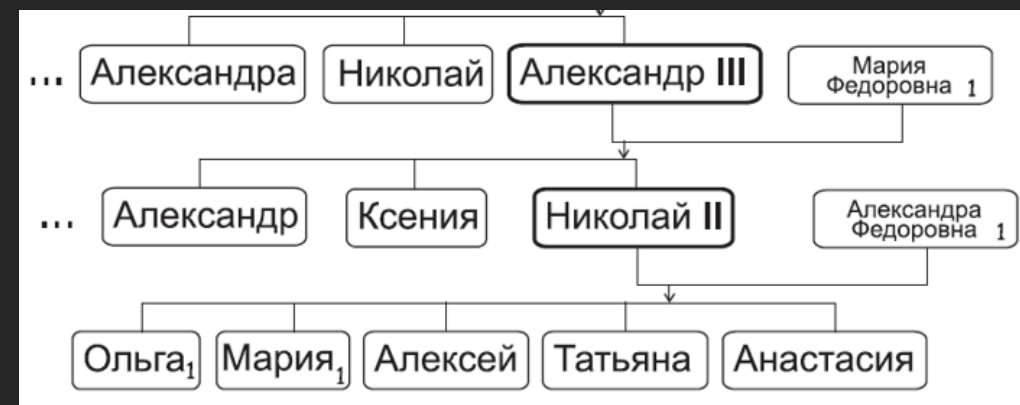 ... Александра Николай Александр III Мария
Федоровна 1
... Александр Ксения Николай II Александра
Федоровна 1
Ольга1 Мария1 Алексей Татьяна Анастасия